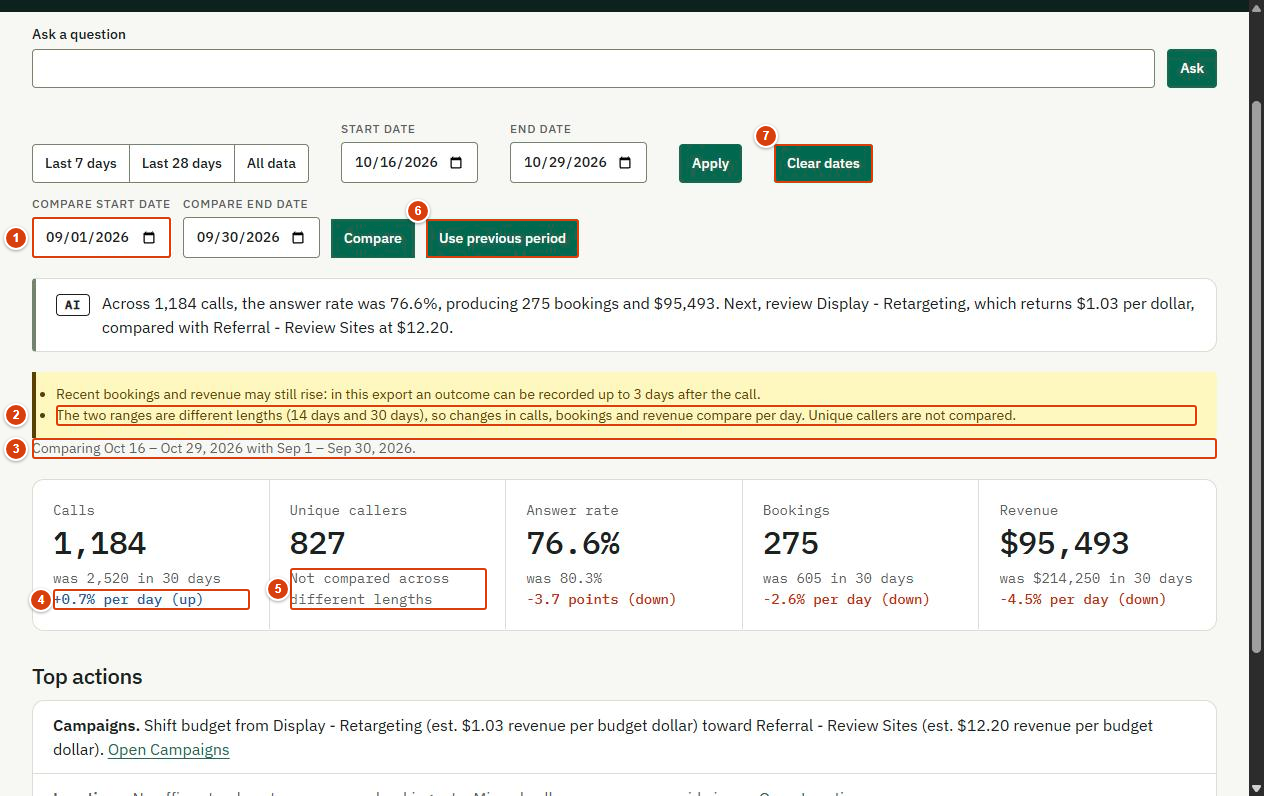 Ask a question
Ask
START DATE
END DATE
7
Last 7 days
Last 28 days
All data
10/16/2026
10/29/2026
Apply
Clear dates
COMPARE START DATE
COMPARE END DATE
6
1
09/01/2026
09/30/2026
Compare
Use previous period
AI
Across 1,184 calls, the answer rate was 76.6%, producing 275 bookings and $95,493. Next, review Display - Retargeting, which returns $1.03 per dollar,
compared with Referral - Review Sites at $12.20.
Recent bookings and revenue may still rise: in this export an outcome can be recorded up to 3 days after the call.
2
The two ranges are different lengths (14 days and 30 days), so changes in calls, bookings and revenue compare per day. Unique callers are not compared.
3
Comparing Oct 16 – Oct 29, 2026 with Sep 1 – Sep 30, 2026.
Calls
1,184
was 2,520 in 30 days
4
+0.7% per day (up)
Unique callers
827
5
Not compared across
different lengths
Answer rate
76.6%
was 80.3%
-3.7 points (down)
Bookings
275
was 605 in 30 days
-2.6% per day (down)
Revenue
$95,493
was $214,250 in 30 days
-4.5% per day (down)
Top actions
Campaigns. Shift budget from Display - Retargeting (est. $1.03 revenue per budget dollar) toward Referral - Review Sites (est. $12.20 revenue per budget
dollar). Open Campaigns